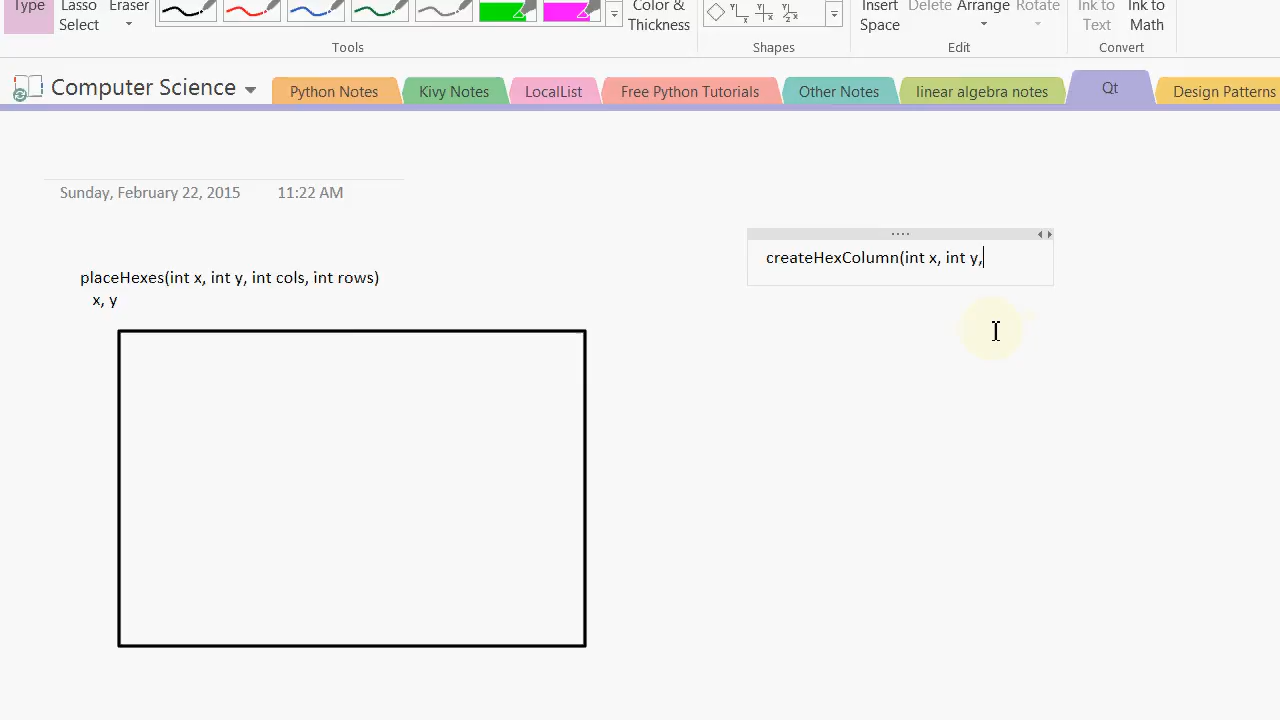 Type Lasso Select Eraser Color & Thickness Insert Space Delete Arrange Rotate Ink to Text Ink to Math
Tools Shapes Edit Convert
Computer Science Python Notes Kivy Notes LocalList Free Python Tutorials Other Notes linear algebra notes Qt Design Patterns
Sunday, February 22, 2015 11:22 AM
createHexColumn(int x, int y,
placeHexes(int x, int y, int cols, int rows)
x, y